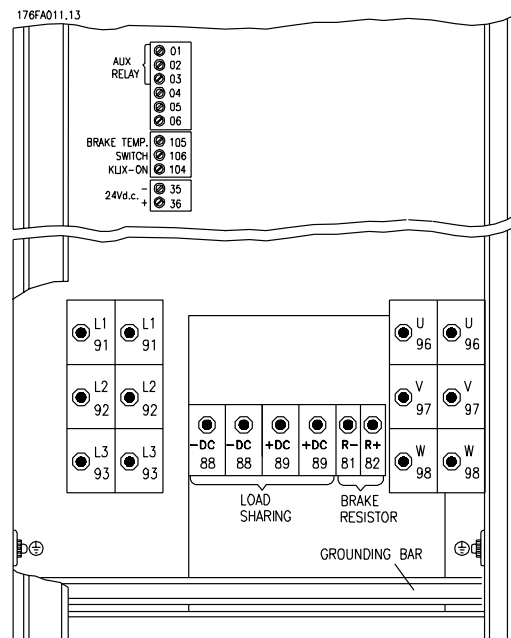 176FA011.13
AUX
RELAY
01
02
03
04
05
06
BRAKE TEMP.
SWITCH
KLIX-ON
105
106
104
24Vd.c.
-
+
35
36
L1
91
L1
91
L2
92
L2
92
L3
93
L3
93
-DC
88
-DC
88
+DC
89
+DC
89
R-
81
R+
82
U
96
U
96
V
97
V
97
W
98
W
98
LOAD
SHARING
BRAKE
RESISTOR
GROUNDING BAR